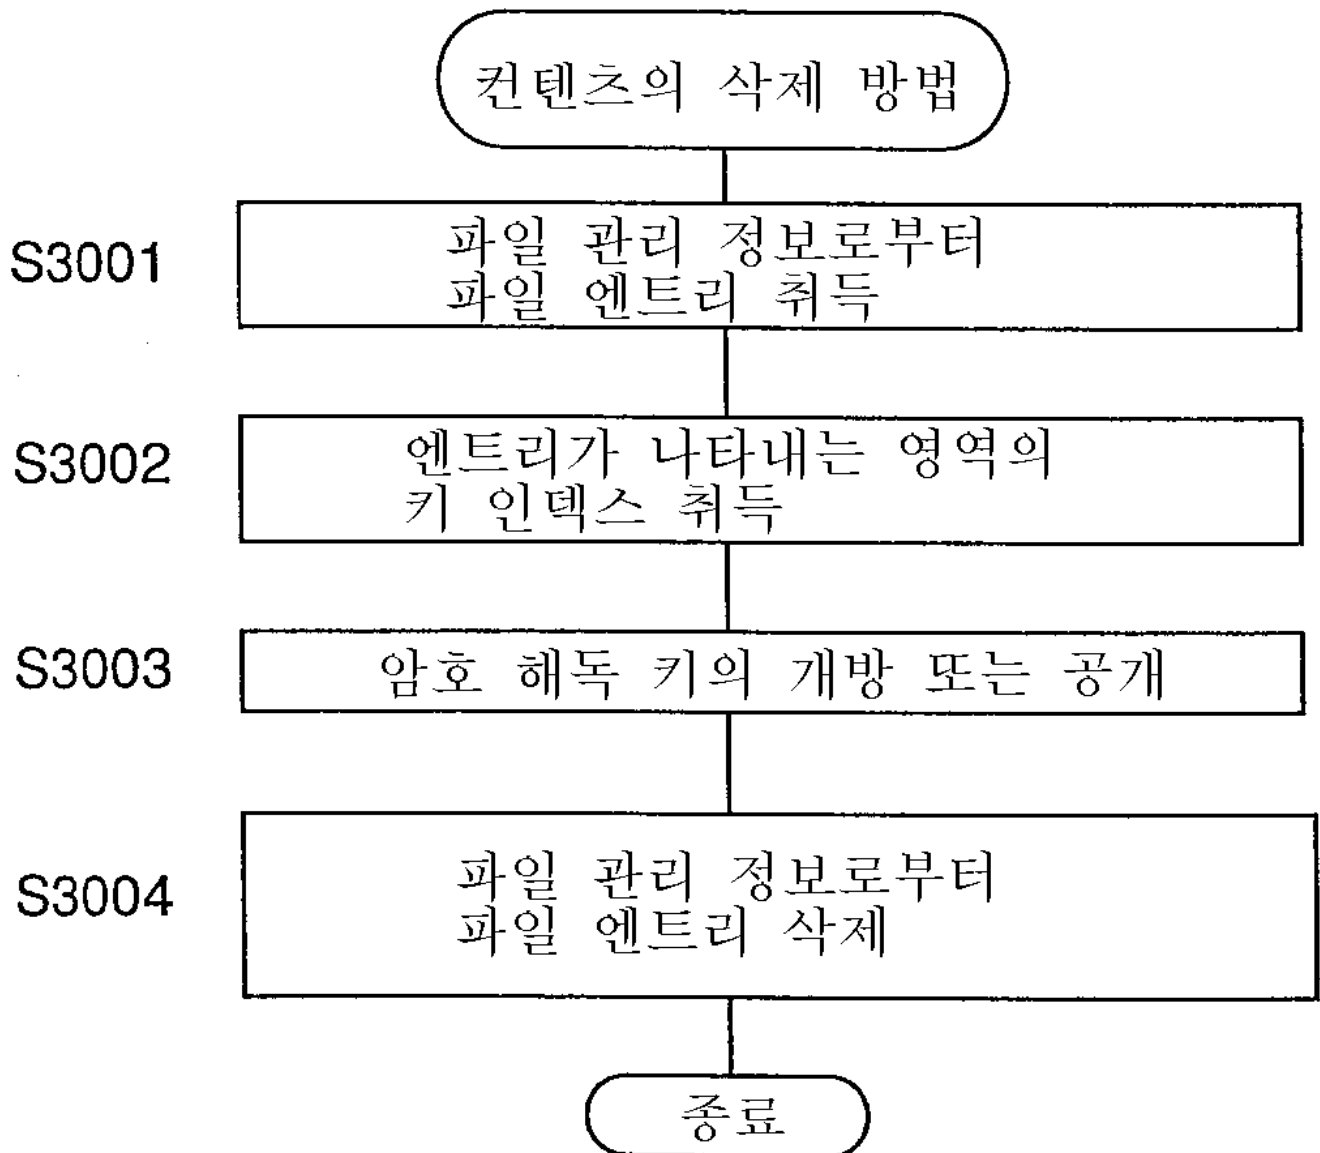 컨텐츠의 삭제 방법
S3001
파일 관리 정보로부터
파일 엔트리 취득
S3002
엔트리가 나타내는 영역의
키 인덱스 취득
S3003
암호 해독 키의 개방 또는 공개
S3004
파일 관리 정보로부터
파일 엔트리 삭제
종료